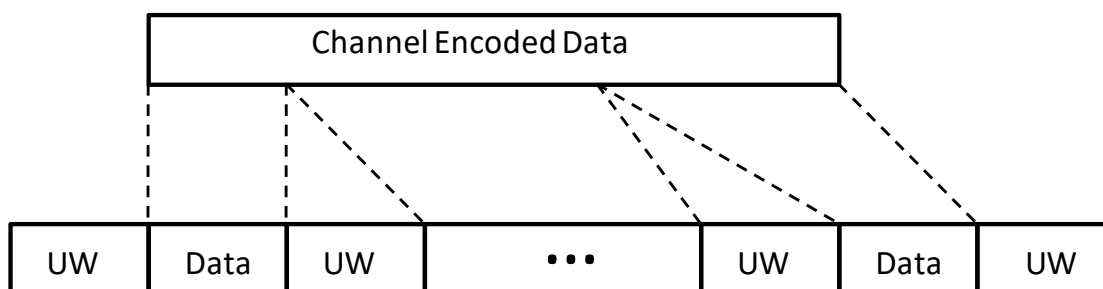 Channel Encoded Data
UW Data UW ••• UW Data UW